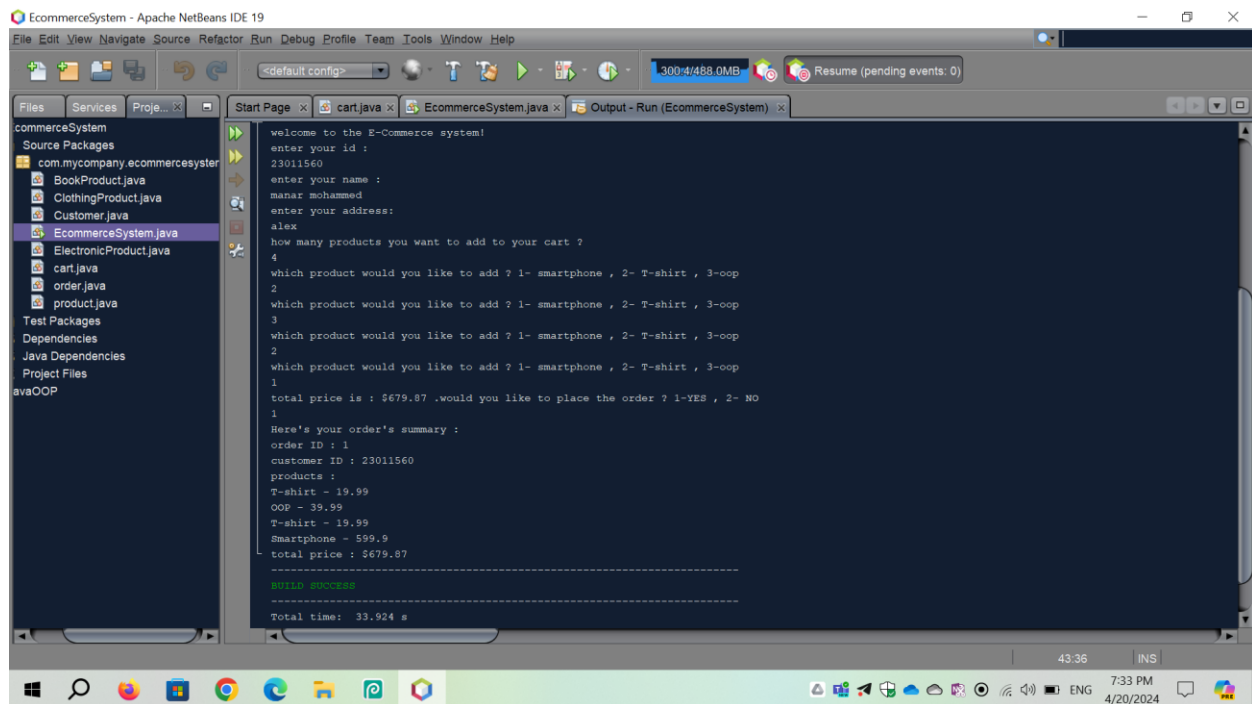 EcommerceSystem - Apache NetBeans IDE 19
File Edit View Navigate Source Refactor Run Debug Profile Team Tools Window Help
<default config>
300.4/488.0MB
Resume (pending events: 0)
Files Services Proje...
Start Page cart.java EcommerceSystem.java Output - Run (EcommerceSystem)
commerceSystem
Source Packages
com.mycompany.ecommercesyster
BookProduct.java
ClothingProduct.java
Customer.java
EcommerceSystem.java
ElectronicProduct.java
cart.java
order.java
product.java
Test Packages
Dependencies
Java Dependencies
Project Files
avaOOP
welcome to the E-Commerce system!
enter your id :
23011560
enter your name :
manar mohammed
enter your address:
alex
how many products you want to add to your cart ?
4
which product would you like to add ? 1- smartphone , 2- T-shirt , 3-oop
2
which product would you like to add ? 1- smartphone , 2- T-shirt , 3-oop
3
which product would you like to add ? 1- smartphone , 2- T-shirt , 3-oop
2
which product would you like to add ? 1- smartphone , 2- T-shirt , 3-oop
1
total price is : $679.87 .would you like to place the order ? 1-YES , 2- NO
1
Here's your order's summary :
order ID : 1
customer ID : 23011560
products :
T-shirt - 19.99
OOP - 39.99
T-shirt - 19.99
Smartphone - 599.9
total price : $679.87
------------------------------------------------------------------------
BUILD SUCCESS
------------------------------------------------------------------------
Total time: 33.924 s
43:36 INS
ENG
7:33 PM
4/20/2024
PRE